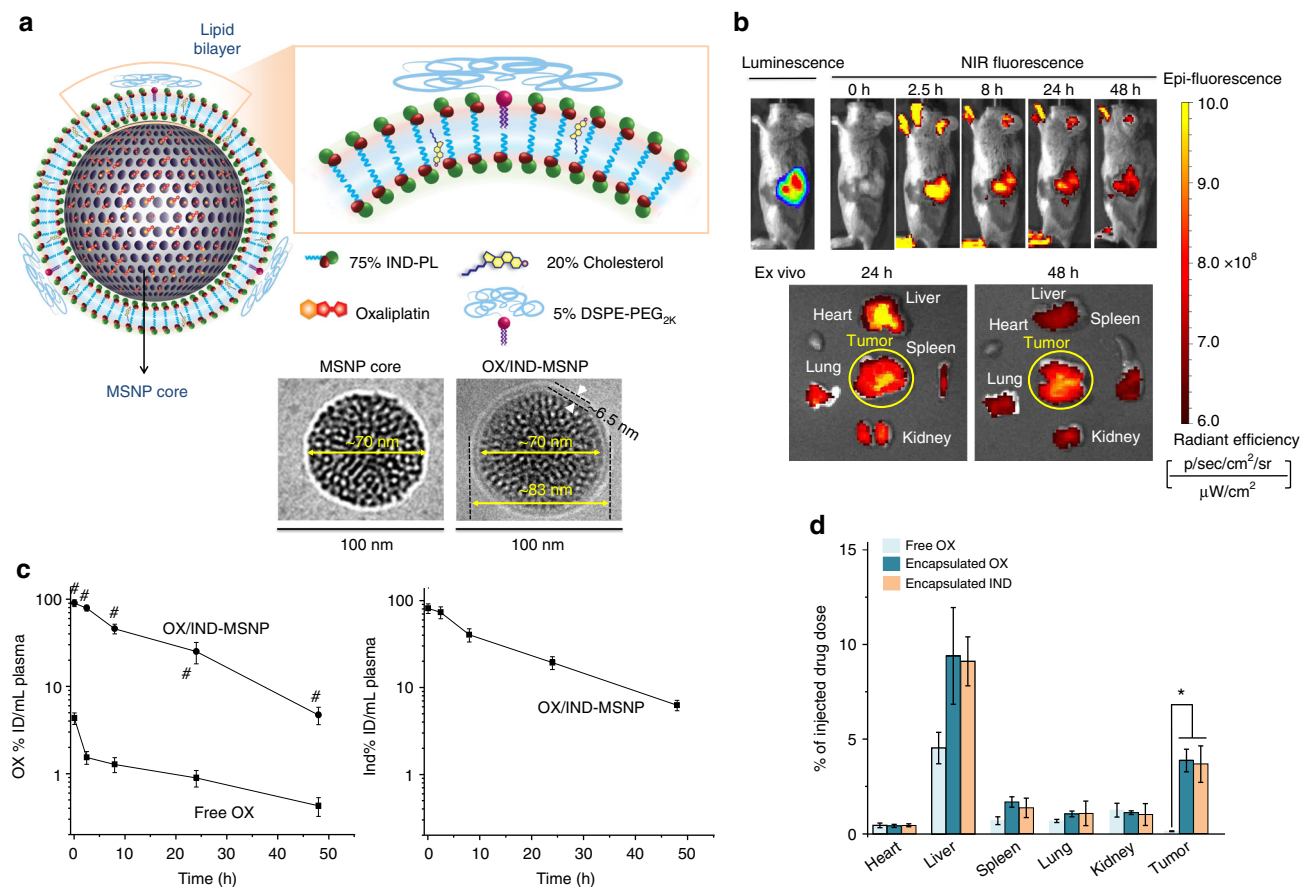 a
Lipid
bilayer
75% IND-PL
20% Cholesterol
Oxaliplatin
5% DSPE-PEG2K
MSNP core
MSNP core
OX/IND-MSNP
~70 nm
~70 nm
~6.5 nm
~83 nm
100 nm
100 nm
b
Luminescence
NIR fluorescence
0 h
2.5 h
8 h
24 h
48 h
Epi-fluorescence
10.0
9.0
8.0 ×10⁸
7.0
6.0
Radiant efficiency
p/sec/cm²/sr
μW/cm²
Ex vivo
24 h
48 h
Liver
Heart
Tumor
Spleen
Lung
Kidney
Liver
Heart
Spleen
Tumor
Lung
Kidney
c
OX % ID/mL plasma
100
10
1
#
#
#
#
#
OX/IND-MSNP
Free OX
0
10
20
30
40
50
Time (h)
Ind% ID/mL plasma
100
10
1
OX/IND-MSNP
0
10
20
30
40
50
Time (h)
d
% of injected drug dose
15
10
5
0
Free OX
Encapsulated OX
Encapsulated IND
*
Heart
Liver
Spleen
Lung
Kidney
Tumor